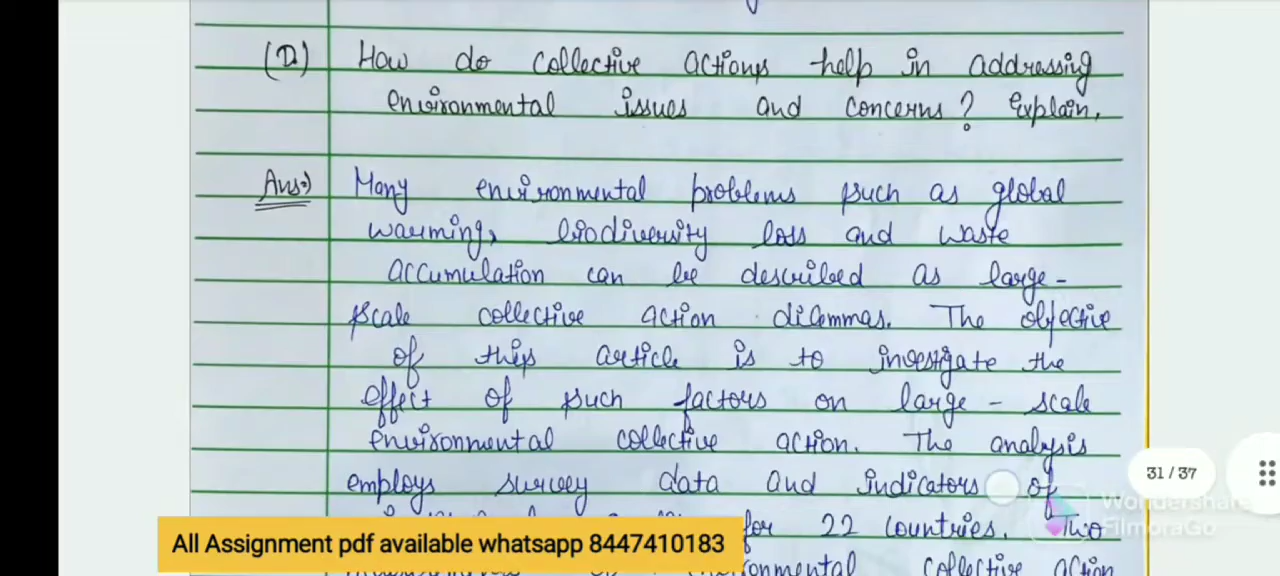 (D) How do collective actions help in addressing
environmental issues and concerns? Explain.
Ans:) Many environmental problems such as global
warming, biodiversity loss and waste
accumulation can be described as large-
scale collective action dilemmas. The objective
of this article is to investigate the
effect of such factors on large-scale
environmental collective action. The analysis
employs survey data and indicators of
for 22 countries. Two
collective action
31 / 37
Wondershare
FilmoraGo
All Assignment pdf available whatsapp 8447410183